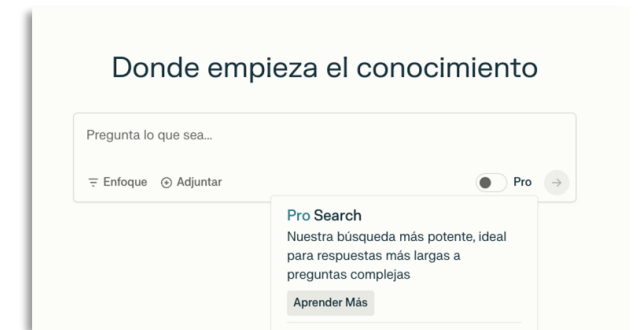 Donde empieza el conocimiento
Pregunta lo que sea...
Enfoque Adjuntar Pro
Pro Search
Nuestra búsqueda más potente, ideal
para respuestas más largas a
preguntas complejas
Aprender Más